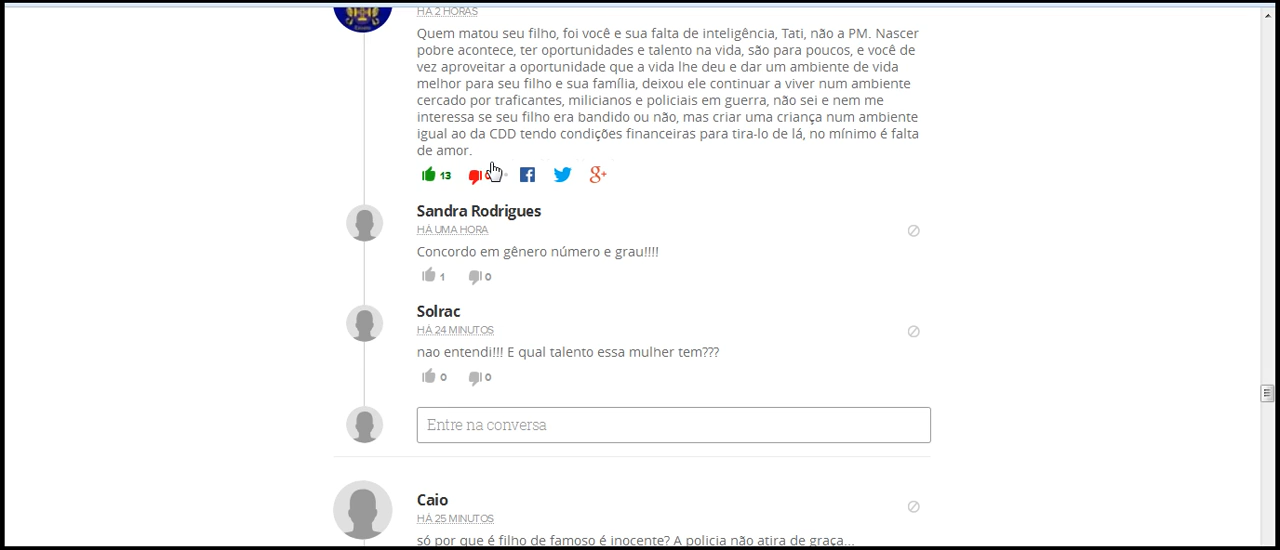 HÁ 2 HORAS
Quem matou seu filho, foi você e sua falta de inteligência, Tati, não a PM. Nascer
pobre acontece, ter oportunidades e talento na vida, são para poucos, e você de
vez aproveitar a oportunidade que a vida lhe deu e dar um ambiente de vida
melhor para seu filho e sua família, deixou ele continuar a viver num ambiente
cercado por traficantes, milicianos e policiais em guerra, não sei e nem me
interessa se seu filho era bandido ou não, mas criar uma criança num ambiente
igual ao da CDD tendo condições financeiras para tira-lo de lá, no mínimo é falta
de amor.
13
Sandra Rodrigues
HÁ UMA HORA
Concordo em gênero número e grau!!!!
1 0
Solrac
HÁ 24 MINUTOS
nao entendi!!! E qual talento essa mulher tem???
0 0
Entre na conversa
Caio
HÁ 25 MINUTOS
só por que é filho de famoso é inocente? A policia não atira de graça...